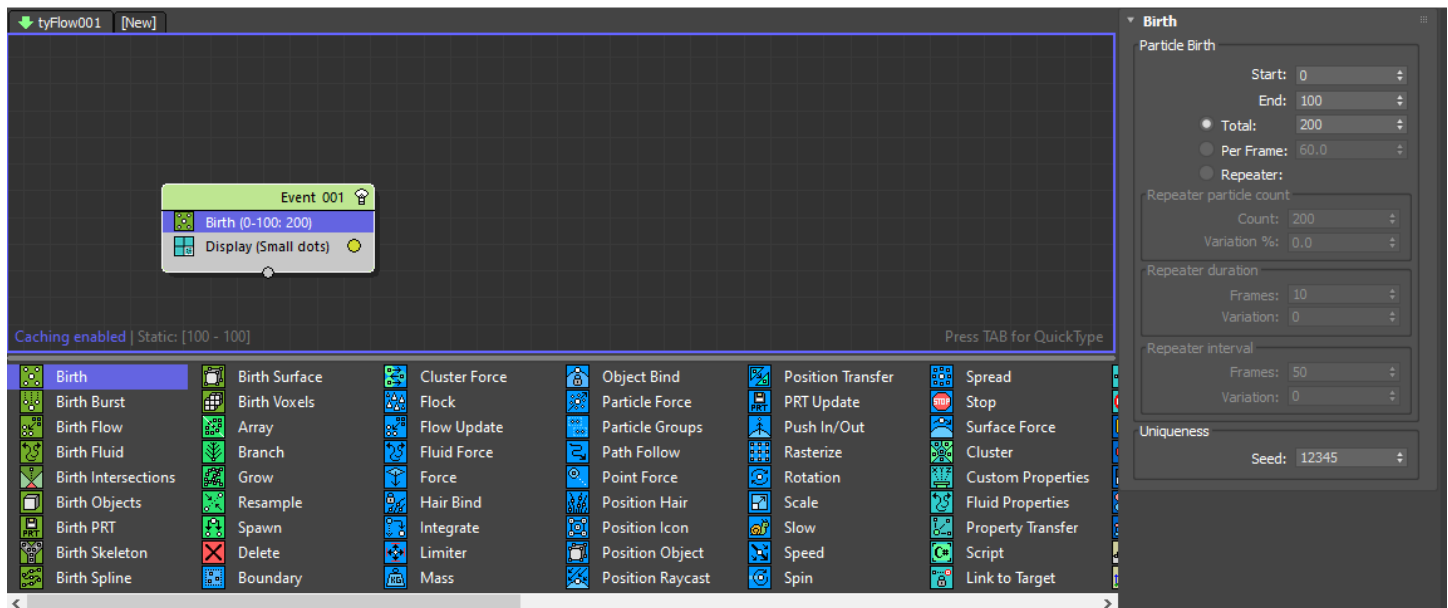 tyFlow001 [New]
Event 001
Birth (0-100: 200)
Display (Small dots)
Caching enabled | Static: [100 - 100]
Press TAB for QuickType
Birth Birth Surface Cluster Force Object Bind Position Transfer Spread
Birth Burst Birth Voxels Flock Particle Force PRT Update Stop
Birth Flow Array Flow Update Particle Groups Push In/Out Surface Force
Birth Fluid Branch Fluid Force Path Follow Rasterize Cluster
Birth Intersections Grow Force Point Force Rotation Custom Properties
Birth Objects Resample Hair Bind Position Hair Scale Fluid Properties
Birth PRT Spawn Integrate Position Icon Slow Property Transfer
Birth Skeleton Delete Limiter Position Object Speed Script
Birth Spline Boundary Mass Position Raycast Spin Link to Target
Birth
Particle Birth
Start: 0
End: 100
Total: 200
Per Frame: 60.0
Repeater:
Repeater particle count
Count: 200
Variation %: 0.0
Repeater duration
Frames: 10
Variation: 0
Repeater interval
Frames: 50
Variation: 0
Uniqueness
Seed: 12345